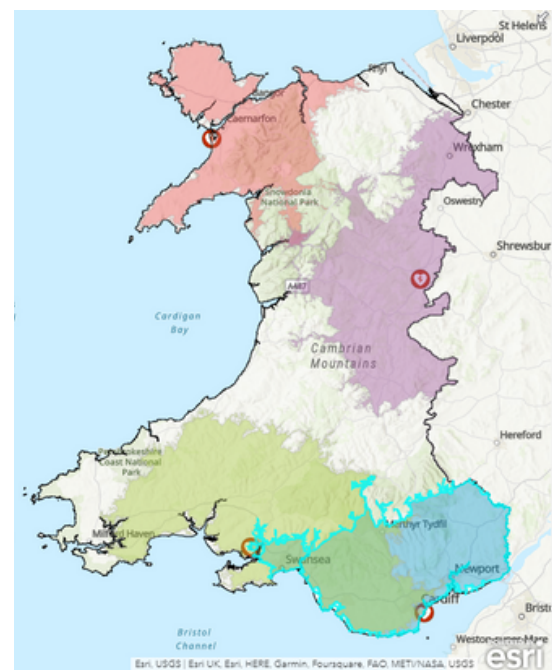 St Helens
Liverpool
Rhyl
Chester
Caernarfon
Wrexham
Snowdonia
National Park
Oswestry
Shrewsbur
A487
Cardigan
Bay
Cambrian
Mountains
Hereford
Pembrokeshire
Coast National
Park
Milford Haven
Merthyr Tydfil
Swansea
Newport
Cardiff
Bristo
Bristol
Channel
Weston-super-Mare
esri
Esri, USGS | Esri UK, Esri, HERE, Garmin, Foursquare, FAO, METI/NASA, USGS